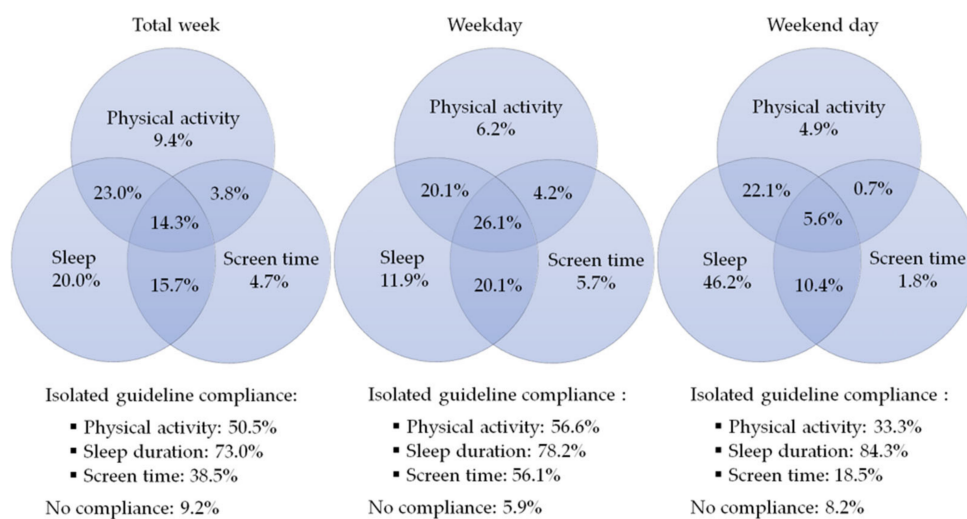 Total week
Physical activity
9.4%
23.0%
3.8%
14.3%
Sleep
20.0%
15.7%
Screen time
4.7%
Isolated guideline compliance:
▪ Physical activity: 50.5%
▪ Sleep duration: 73.0%
▪ Screen time: 38.5%
No compliance: 9.2%
Weekday
Physical activity
6.2%
20.1%
4.2%
26.1%
Sleep
11.9%
20.1%
Screen time
5.7%
Isolated guideline compliance :
▪ Physical activity: 56.6%
▪ Sleep duration: 78.2%
▪ Screen time: 56.1%
No compliance: 5.9%
Weekend day
Physical activity
4.9%
22.1%
0.7%
5.6%
Sleep
46.2%
10.4%
Screen time
1.8%
Isolated guideline compliance :
▪ Physical activity: 33.3%
▪ Sleep duration: 84.3%
▪ Screen time: 18.5%
No compliance: 8.2%